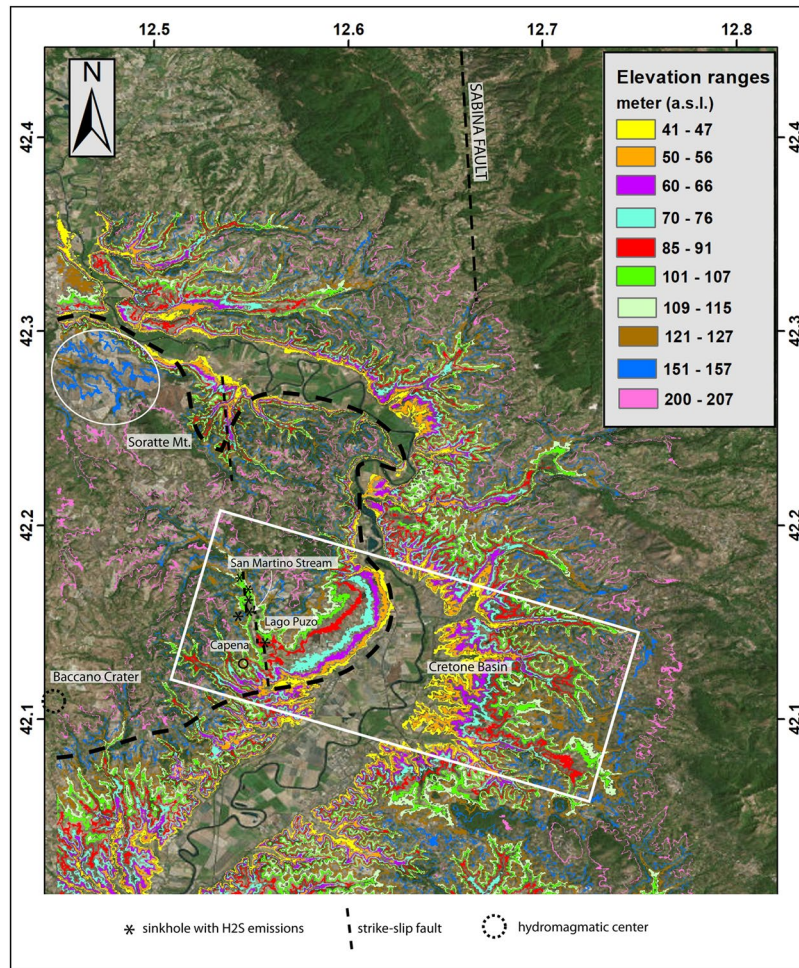 12.5 12.6 12.7 12.8
N
Elevation ranges
meter (a.s.l.)
41 - 47
50 - 56
60 - 66
70 - 76
85 - 91
101 - 107
109 - 115
121 - 127
151 - 157
200 - 207
SABINA FAULT
42.4 42.4
42.3 42.3
Soratte Mt.
42.2 42.2
San Martino Stream
Lago Puzo
Capena
Cretone Basin
Baccano Crater
42.1 42.1
sinkhole with H2S emissions
strike-slip fault
hydromagmatic center